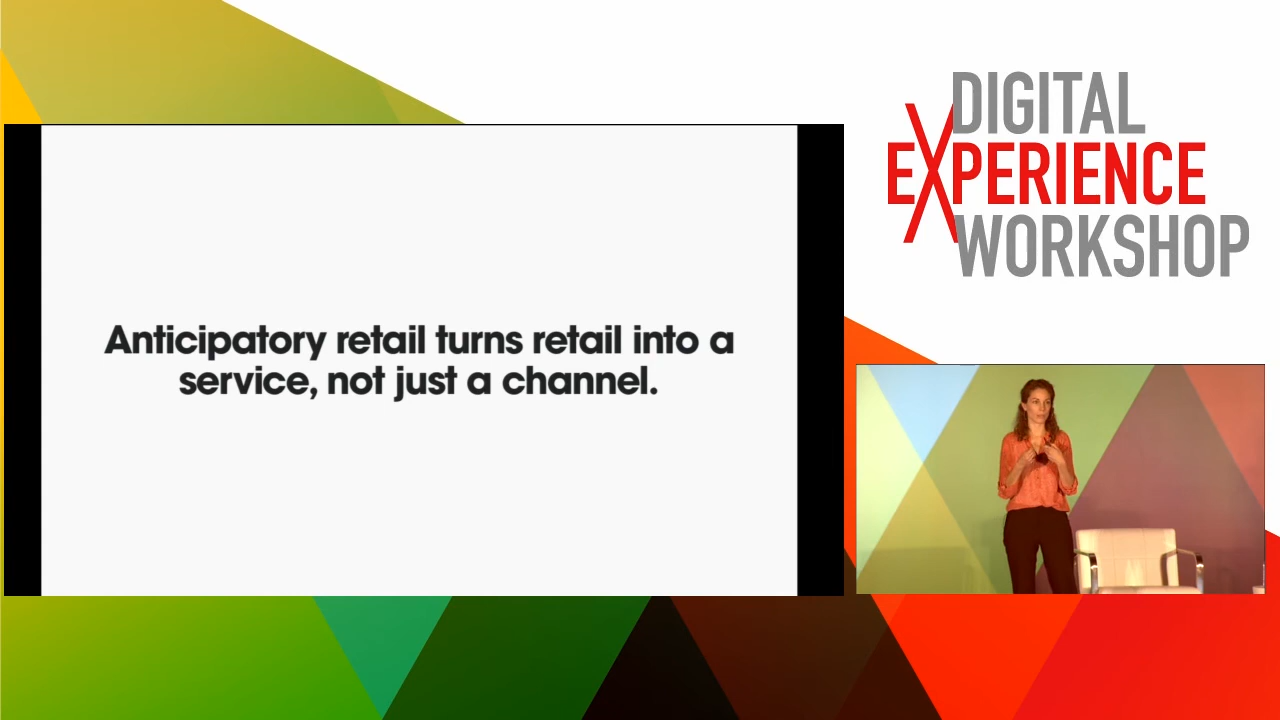 DIGITAL
EXPERIENCE
WORKSHOP
Anticipatory retail turns retail into a
service, not just a channel.